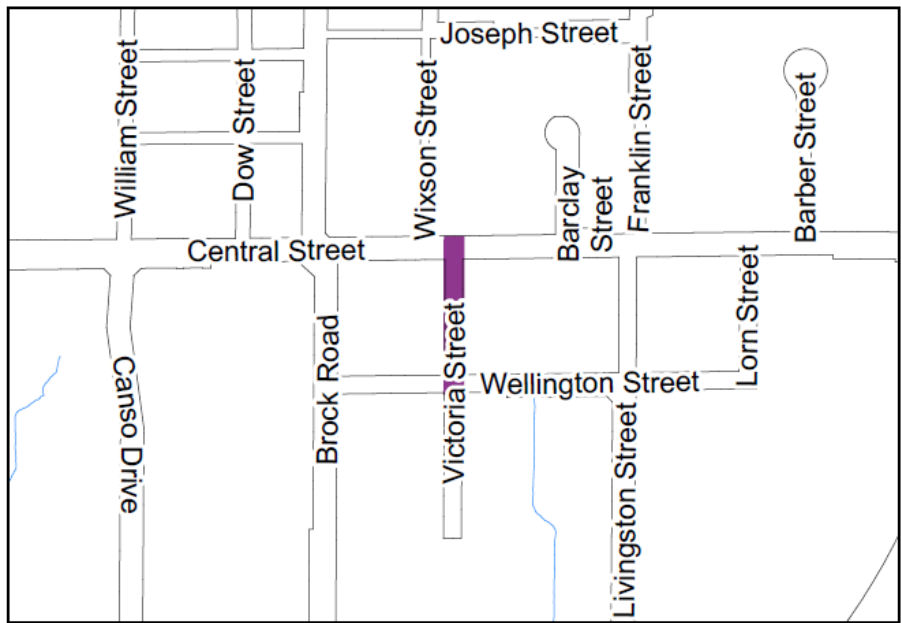 Joseph Street
William Street
Dow Street
Wixson Street
Franklin Street
Barber Street
Barclay
Street
Central Street
Lorn Street
Victoria Street
Brock Road
Canso Drive
Wellington Street
Livingston Street